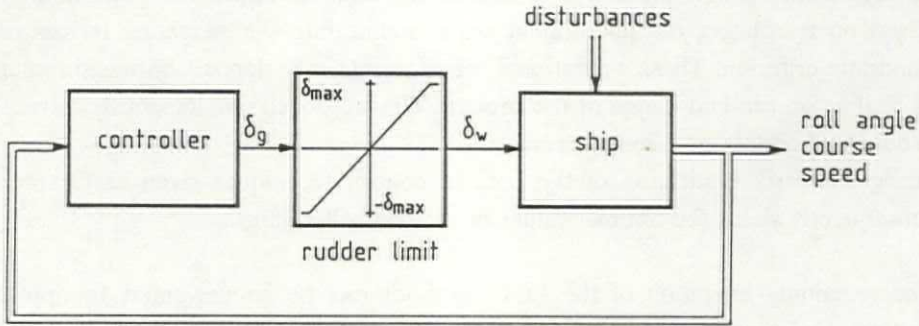 disturbances
controller
δg
δmax
-δmax
rudder limit
δw
ship
roll angle
course
speed